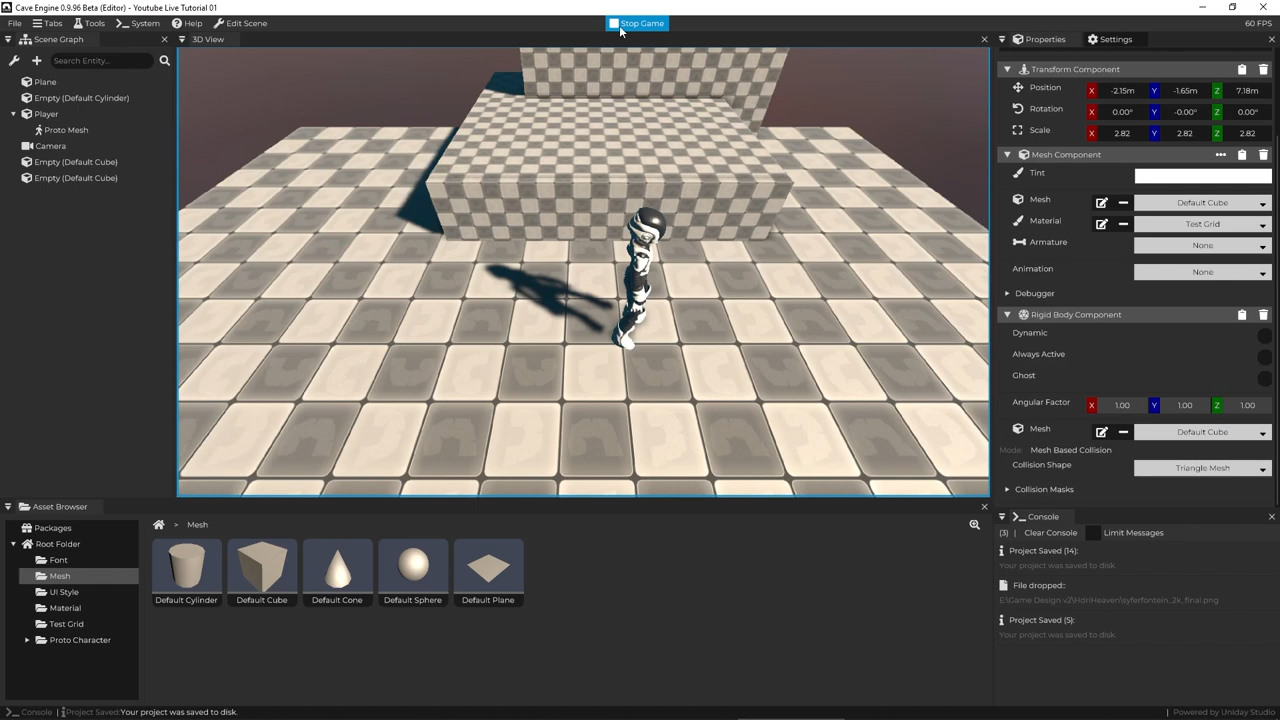 Cave Engine 0.9.96 Beta (Editor) - Youtube Live Tutorial 01
File Tabs Tools System Help Edit Scene
Stop Game
60 FPS
Scene Graph
Search Entity...
Plane
Empty (Default Cylinder)
Player
Proto Mesh
Camera
Empty (Default Cube)
Empty (Default Cube)
3D View
Properties Settings
Transform Component
Position X -2.15m Y -1.65m Z 7.18m
Rotation X 0.00° Y -0.00° Z 0.00°
Scale X 2.82 Y 2.82 Z 2.82
Mesh Component
Tint
Mesh Default Cube
Material Test Grid
Armature None
Animation None
Debugger
Rigid Body Component
Dynamic
Always Active
Ghost
Angular Factor X 1.00 Y 1.00 Z 1.00
Mesh Default Cube
Mode: Mesh Based Collision
Collision Shape Triangle Mesh
Collision Masks
Asset Browser
Packages
Root Folder
Font
Mesh
UI Style
Material
Test Grid
Proto Character
> Mesh
Default Cylinder Default Cube Default Cone Default Sphere Default Plane
Console
(3) | Clear Console Limit Messages
Project Saved (14):
Your project was saved to disk.
File dropped::
E:\Game Design v2\HdriHeaven\syferfontein_2k, final.png
Project Saved (5):
Your project was saved to disk.
Console | Project Saved:Your project was saved to disk.
| Powered by Uniday Studio